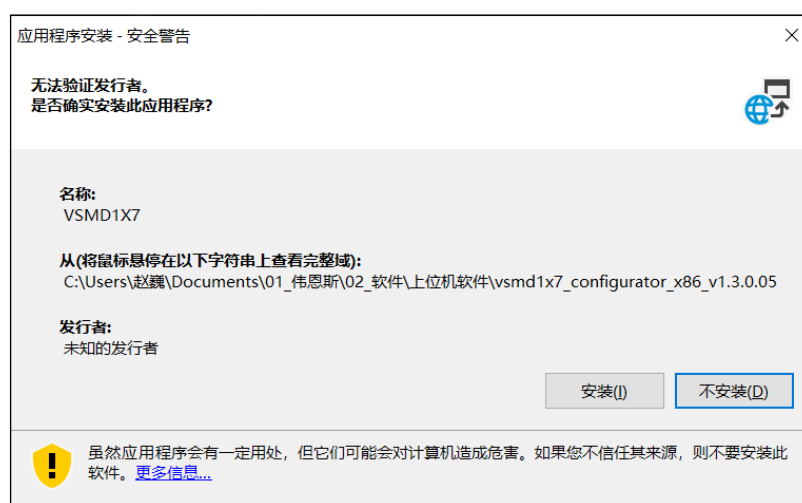 应用程序安装 - 安全警告
无法验证发行者。
是否确实安装此应用程序?
名称:
VSMD1X7
从(将鼠标悬停在以下字符串上查看完整域):
C:\Users\赵巍\Documents\01_伟恩斯\02_软件\上位机软件\vsmd1x7_configurator_x86_v1.3.0.05
发行者:
未知的发行者
安装(I)
不安装(D)
虽然应用程序会有一定用处，但它们可能会对计算机造成危害。如果您不信任其来源，则不要安装此
软件。更多信息...